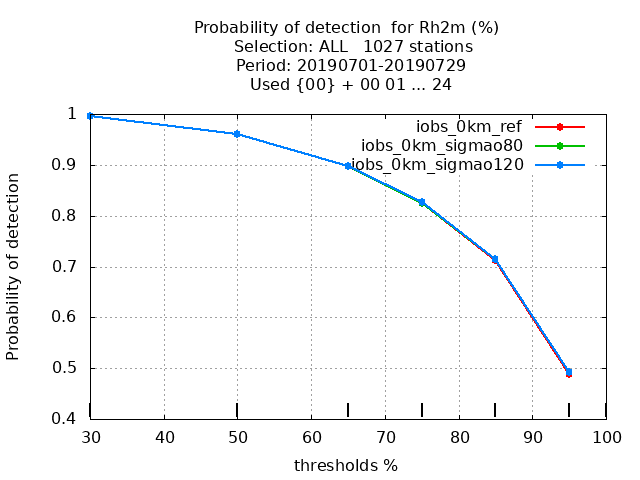 Probability of detection  for Rh2m (%)
Selection: ALL   1027 stations
Period: 20190701-20190729
Used {00} + 00 01 ... 24
iobs_0km_ref
iobs_0km_sigmao80
iobs_0km_sigmao120
Probability of detection
1
0.9
0.8
0.7
0.6
0.5
0.4
30 40 50 60 70 80 90 100
thresholds %